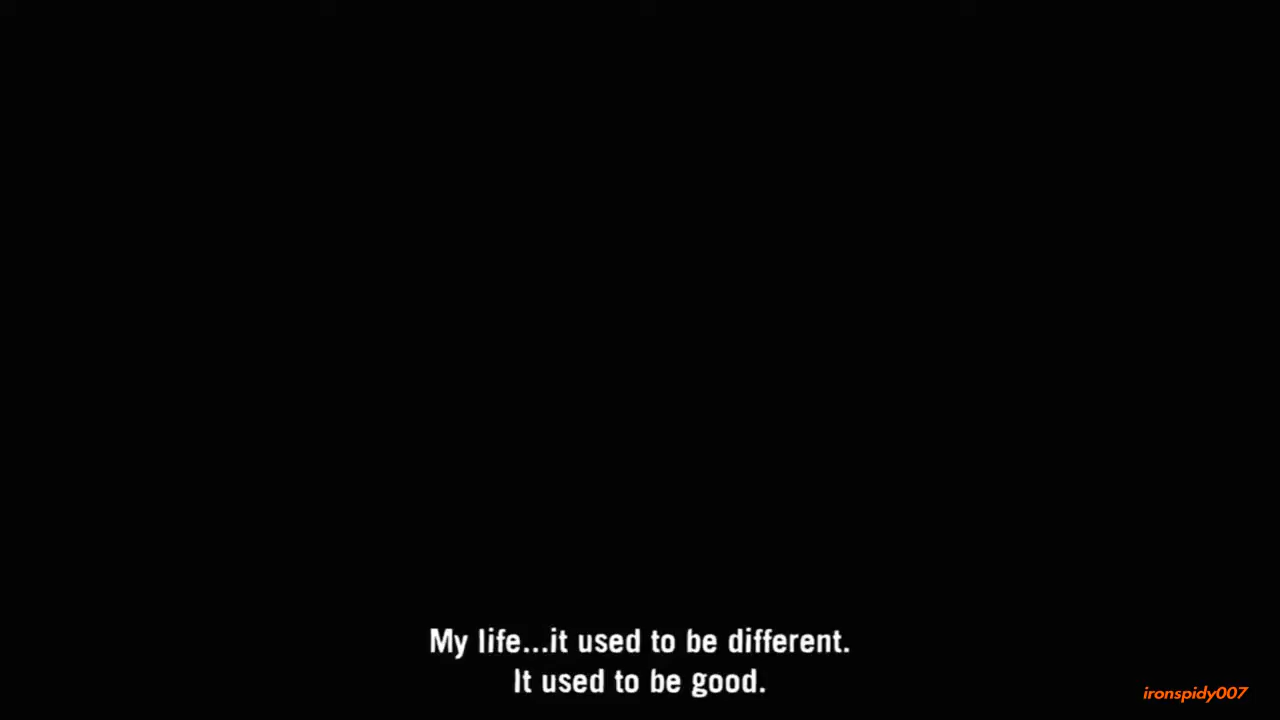 My life...it used to be different.
It used to be good.
ironspidy007